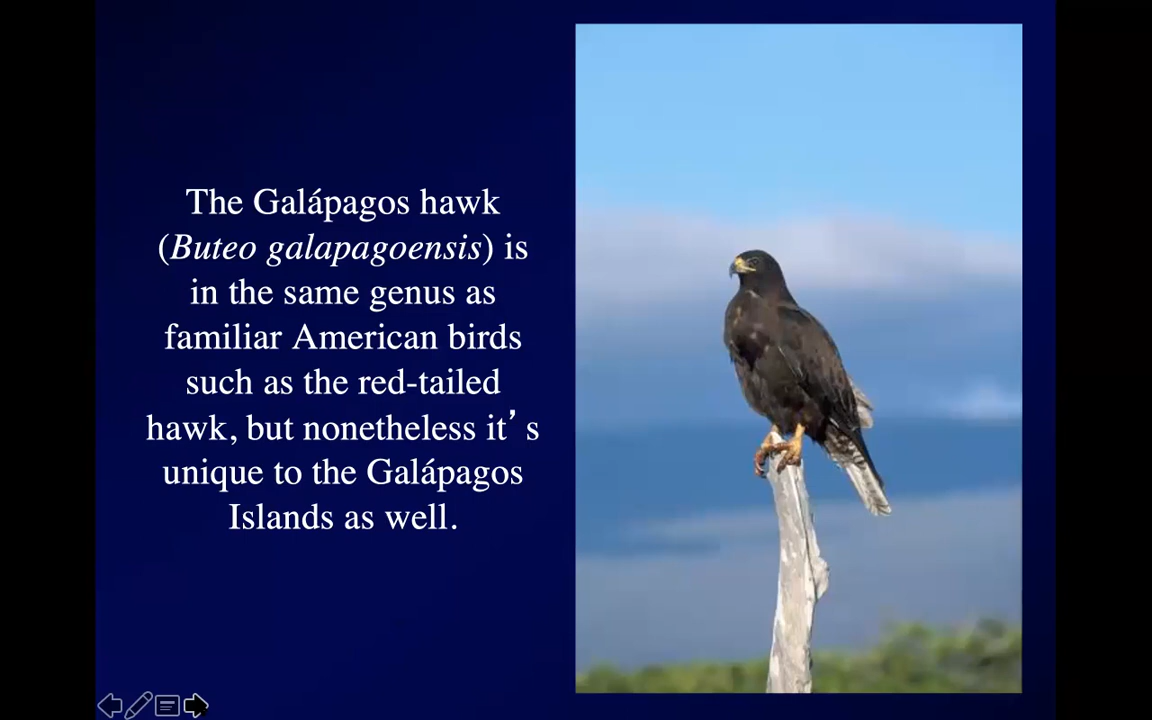 The Galápagos hawk
(Buteo galapagoensis) is
in the same genus as
familiar American birds
such as the red-tailed
hawk, but nonetheless it’s
unique to the Galápagos
Islands as well.